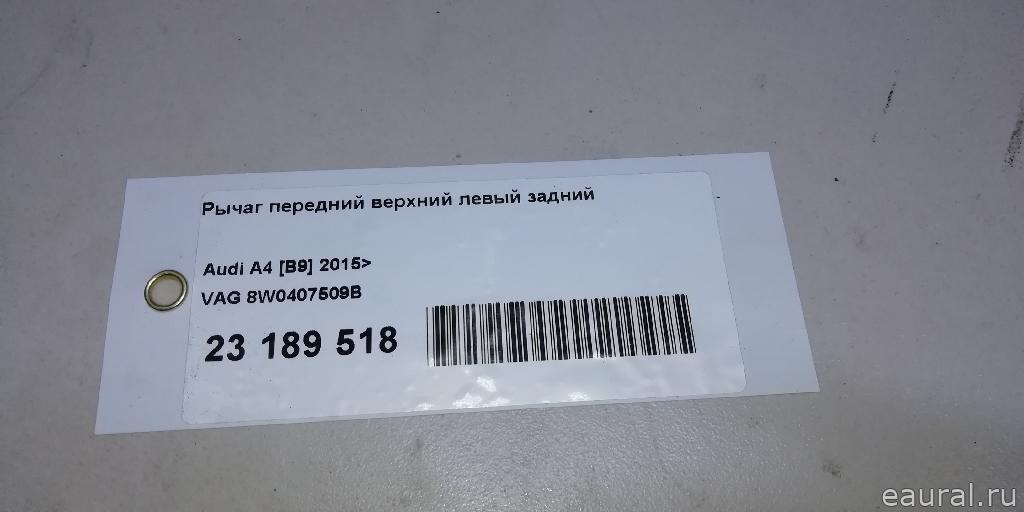 Рычаг передний верхний левый задний
Audi A4 [B9] 2015>
VAG 8W0407509B
23 189 518
eaural.ru